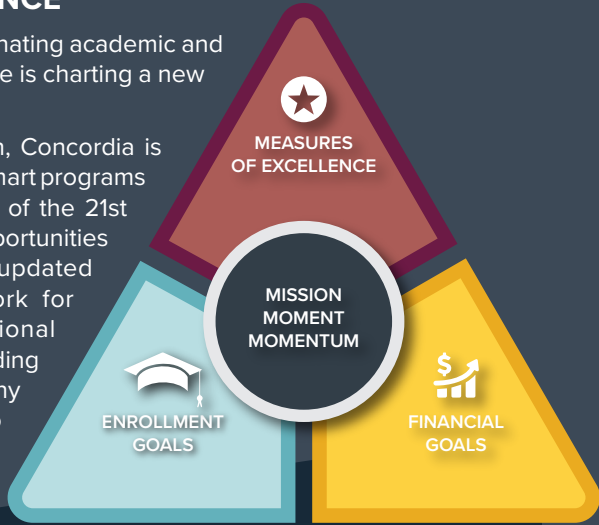 nating academic and
e is charting a new
Concordia is
mart programs
of the 21st
portunities
updated
ork for
ional
ding
ny
MEASURES
OF EXCELLENCE
MISSION
MOMENT
MOMENTUM
$
ENROLLMENT
GOALS
FINANCIAL
GOALS